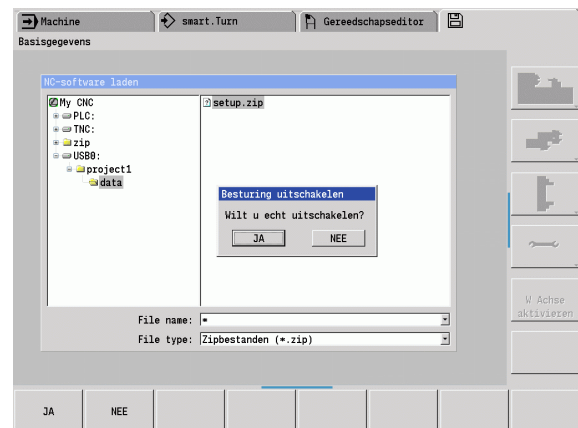 Machine
smart.Turn
Gereedschapseditor
Basisgegevens
NC-software laden
My CNC
PLC:
TNC:
zip
USB0:
project1
data
setup.zip
Besturing uitschakelen
Wilt u echt uitschakelen?
JA
NEE
File name: *
File type: Zipbestanden (*.zip)
W Achse
aktivieren
JA
NEE